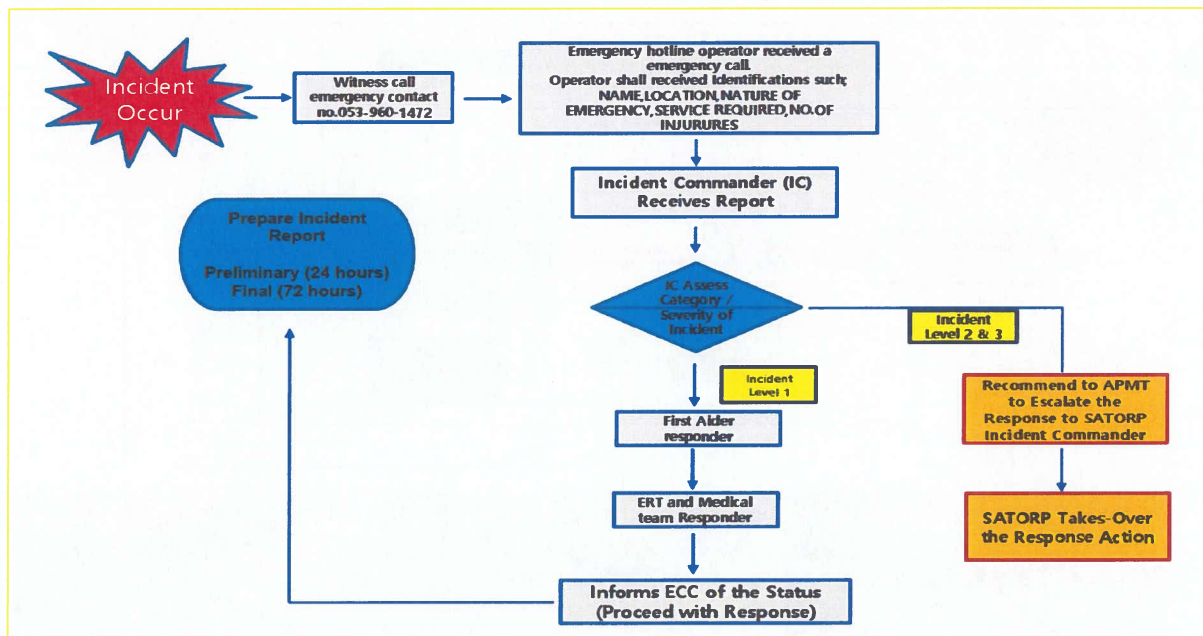 Incident
Occur
Witness call
emergency contact
no.053-960-1472
Emergency hotline operator received a
emergency call.
Operator shall received Identifications such;
NAME,LOCATION,NATURE OF
EMERGENCY,SERVICE REQUIRED,NO.OF
INJURURES
Incident Commander (IC)
Receives Report
Prepare Incident
Report
Preliminary (24 hours)
Final (72 hours)
IC Assess
Category /
Severity of
Incident
Incident
Level 2 & 3
Incident
Level 1
Recommend to APMT
to Escalate the
Response to SATORP
Incident Commander
First Aider
responder
ERT and Medical
team Responder
SATORP Takes-Over
the Response Action
Informs ECC of the Status
(Proceed with Response)